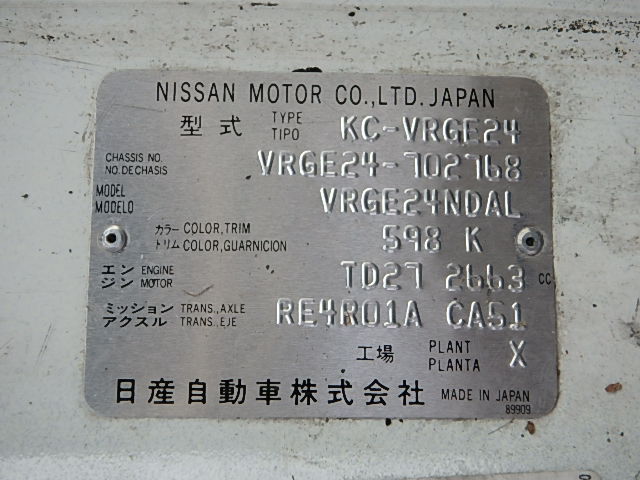 NISSAN MOTOR CO.,LTD. JAPAN
型式 TYPE TIPO KC-VRGE24
CHASSIS NO. NO. DE CHASIS VRGE24-702768
MODEL MODELO VRGE24NDAL
カラー COLOR,TRIM
トリム COLOR,GUARNICION 598 K
エンジン ENGINE MOTOR TD27 2663 CC
ミッション TRANS.,AXLE
アクスル TRANS. EJE RE4R01A CA51
工場 PLANT PLANTA X
日産自動車株式会社 MADE IN JAPAN
89909